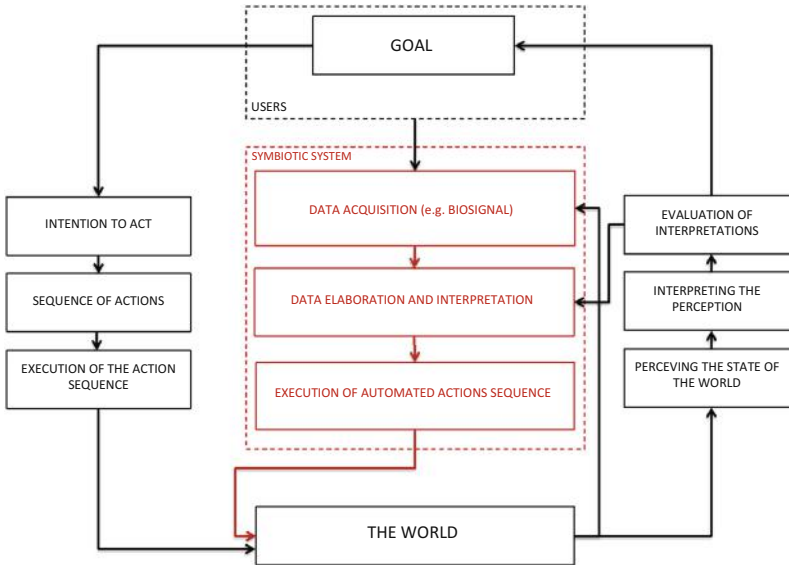 GOAL
USERS
SYMBIOTIC SYSTEM
DATA ACQUISITION (e.g. BIOSIGNAL)
DATA ELABORATION AND INTERPRETATION
EXECUTION OF AUTOMATED ACTIONS SEQUENCE
INTENTION TO ACT
SEQUENCE OF ACTIONS
EXECUTION OF THE ACTION
SEQUENCE
EVALUATION OF
INTERPRETATIONS
INTERPRETING THE
PERCEPTION
PERCEVING THE STATE OF
THE WORLD
THE WORLD